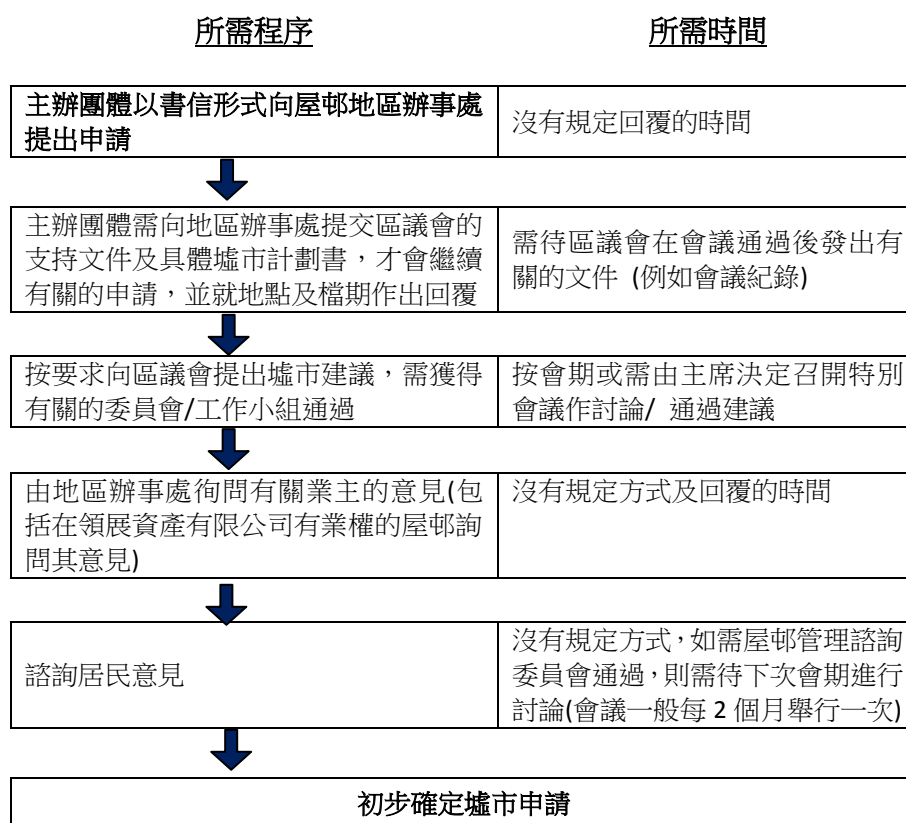 所需程序
所需時間
主辦團體以書信形式向屋邨地區辦事處
提出申請
沒有規定回覆的時間
主辦團體需向地區辦事處提交區議會的
支持文件及具體墟市計劃書，才會繼續
有關的申請，並就地點及檔期作出回覆
需待區議會在會議通過後發出有
關的文件 (例如會議紀錄)
按要求向區議會提出墟市建議，需獲得
有關的委員會/工作小組通過
按會期或需由主席決定召開特別
會議作討論/ 通過建議
由地區辦事處徇問有關業主的意見(包
括在領展資產有限公司有業權的屋邨詢
問其意見)
沒有規定方式及回覆的時間
諮詢居民意見
沒有規定方式，如需屋邨管理諮詢
委員會通過，則需待下次會期進行
討論(會議一般每 2 個月舉行一次)
初步確定墟市申請